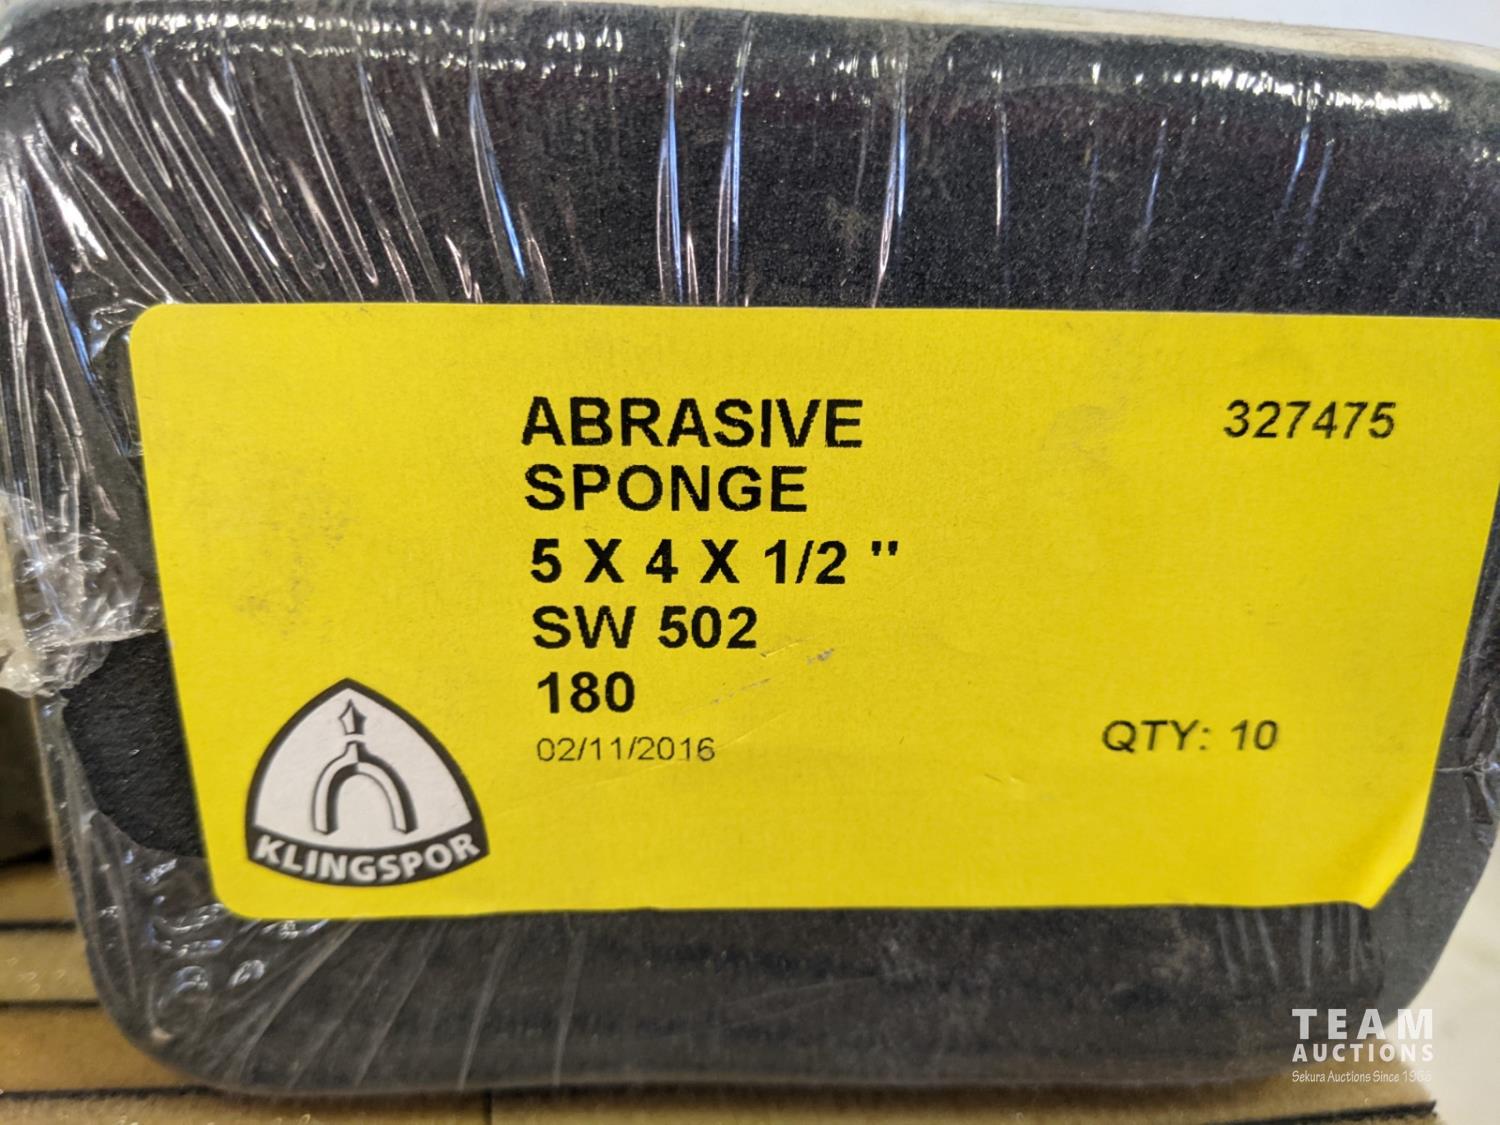 ABRASIVE
SPONGE
5 X 4 X 1/2 "
SW 502
180
02/11/2016
327475
QTY: 10
KLINGSPOR
TEAM
AUCTIONS
Sekura Auctions Since 1966